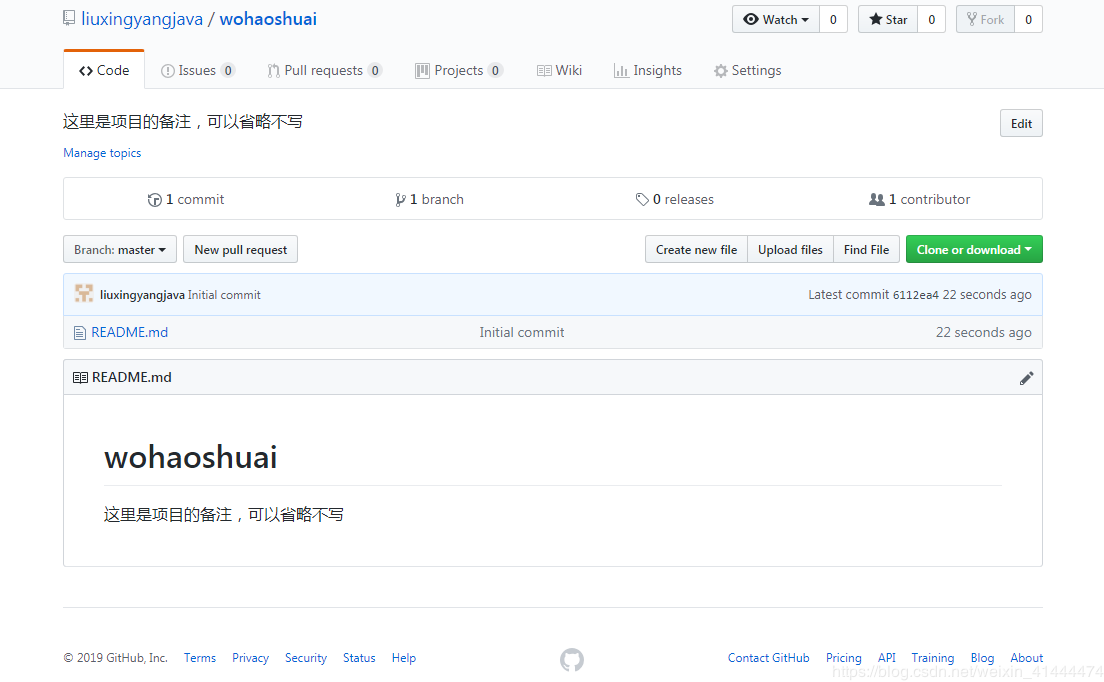 liuxingyangjava / wohaoshuai Watch 0 Star 0 Fork 0
Code Issues 0 Pull requests 0 Projects 0 Wiki Insights Settings
这里是项目的备注，可以省略不写 Edit
Manage topics
1 commit 1 branch 0 releases 1 contributor
Branch: master New pull request Create new file Upload files Find File Clone or download
liuxingyangjava Initial commit Latest commit 6112ea4 22 seconds ago
README.md Initial commit 22 seconds ago
README.md
wohaoshuai
这里是项目的备注，可以省略不写
© 2019 GitHub, Inc. Terms Privacy Security Status Help Contact GitHub Pricing API Training Blog About
https://blog.csdn.net/weixin_41444474